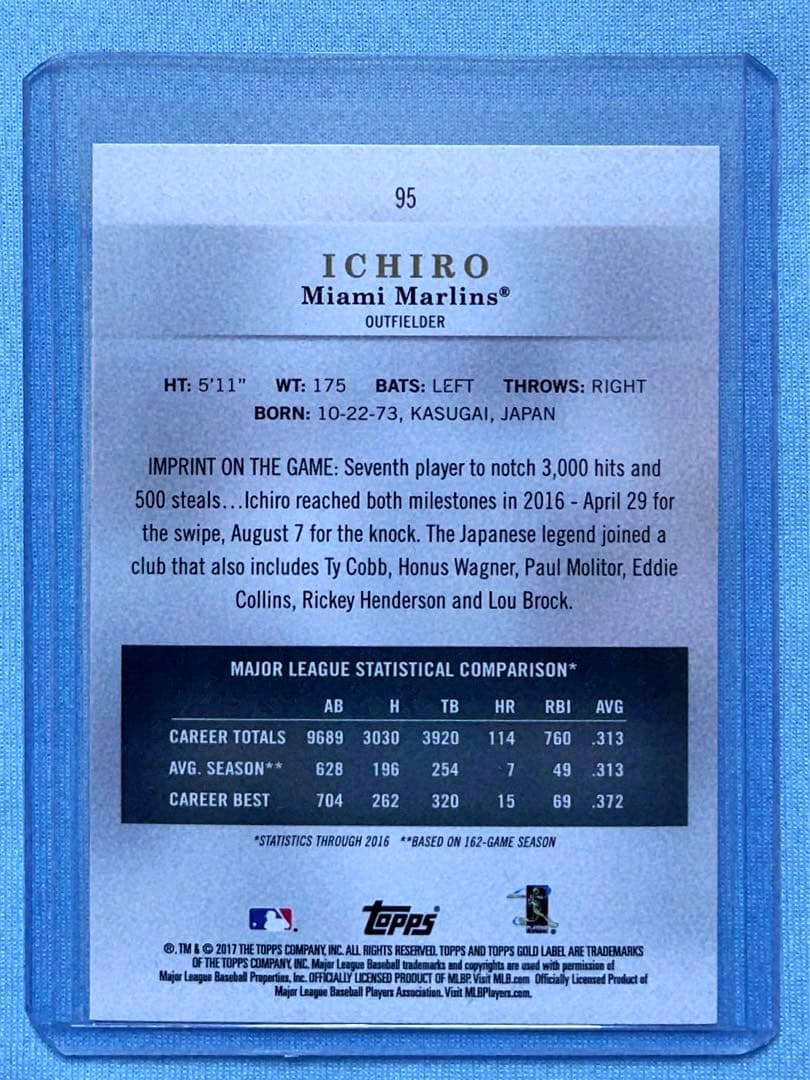 95
ICHIRO
Miami Marlins®
OUTFIELDER
HT: 5'11" WT: 175 BATS: LEFT THROWS: RIGHT
BORN: 10-22-73, KASUGAI, JAPAN
IMPRINT ON THE GAME: Seventh player to notch 3,000 hits and
500 steals...Ichiro reached both milestones in 2016 - April 29 for
the swipe, August 7 for the knock. The Japanese legend joined a
club that also includes Ty Cobb, Honus Wagner, Paul Molitor, Eddie
Collins, Rickey Henderson and Lou Brock.
MAJOR LEAGUE STATISTICAL COMPARISON*
AB H TB HR RBI AVG
CAREER TOTALS 9689 3030 3920 114 760 .313
AVG. SEASON** 628 196 254 7 49 .313
CAREER BEST 704 262 320 15 69 .372
*STATISTICS THROUGH 2016 **BASED ON 162-GAME SEASON
Topps®
®, TM & © 2017 THE TOPPS COMPANY, INC. ALL RIGHTS RESERVED. TOPPS AND TOPPS GOLD LABEL ARE TRADEMARKS
OF THE TOPPS COMPANY, INC. Major League Baseball trademarks and copyrights are used with permission of
Major League Baseball Properties, Inc. OFFICIALLY LICENSED PRODUCT OF MLBP. Visit MLB.com Officially Licensed Product of
Major League Baseball Players Association. Visit MLBPlayers.com.